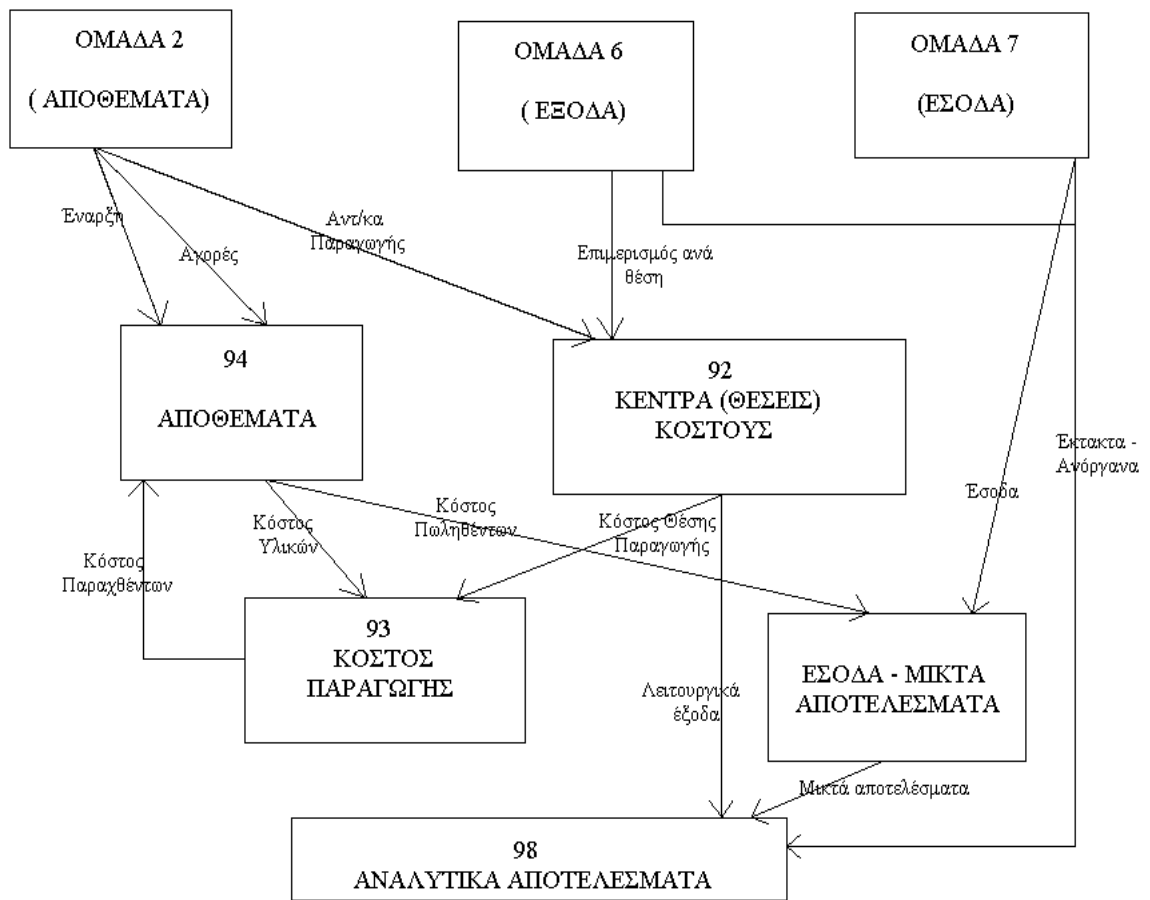 ΟΜΑΔΑ 2
( ΑΠΟΘΕΜΑΤΑ)
ΟΜΑΔΑ 6
( ΕΞΟΔΑ)
ΟΜΑΔΑ 7
(ΕΣΟΔΑ)
Έναρξη
Αγορές
Αντ/κα
Παραγωγής
Επιμερισμός ανά
θέση
94
ΑΠΟΘΕΜΑΤΑ
92
ΚΕΝΤΡΑ (ΘΕΣΕΙΣ)
ΚΟΣΤΟΥΣ
Έκτακτα -
Ανόργανα
Έσοδα
Κόστος
Παραχθέντων
Κόστος
Υλικών
Κόστος
Πωληθέντων
Κόστος Θέσης
Παραγωγής
93
ΚΟΣΤΟΣ
ΠΑΡΑΓΩΓΗΣ
Λειτουργικά
έξοδα
ΕΣΟΔΑ - ΜΙΚΤΑ
ΑΠΟΤΕΛΕΣΜΑΤΑ
Μικτά αποτελέσματα
98
ΑΝΑΛΥΤΙΚΑ ΑΠΟΤΕΛΕΣΜΑΤΑ